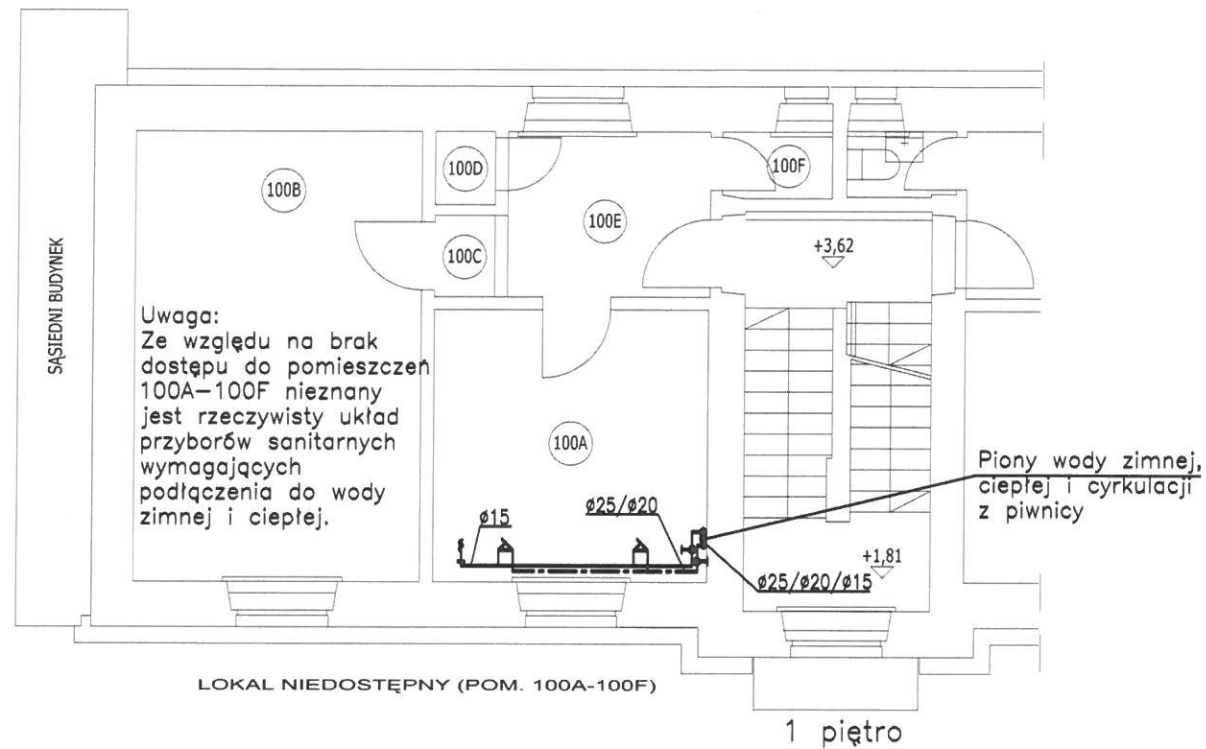 100D
100F
100B
100E
100C
+3,62
SĄSIEDNI BUDYNEK
Uwaga:
Ze względu na brak
dostępu do pomieszczeń
100A-100F nieznany
jest rzeczywisty układ
przyborów sanitarnych
wymagających
podłączenia do wody
zimnej i ciepłej.
100A
Piony wody zimnej,
ciepłej i cyrkulacji
z piwnicy
ø15
ø25/ø20
+1,81
ø25/ø20/ø15
LOKAL NIEDOSTĘPNY (POM. 100A-100F)
1 piętro